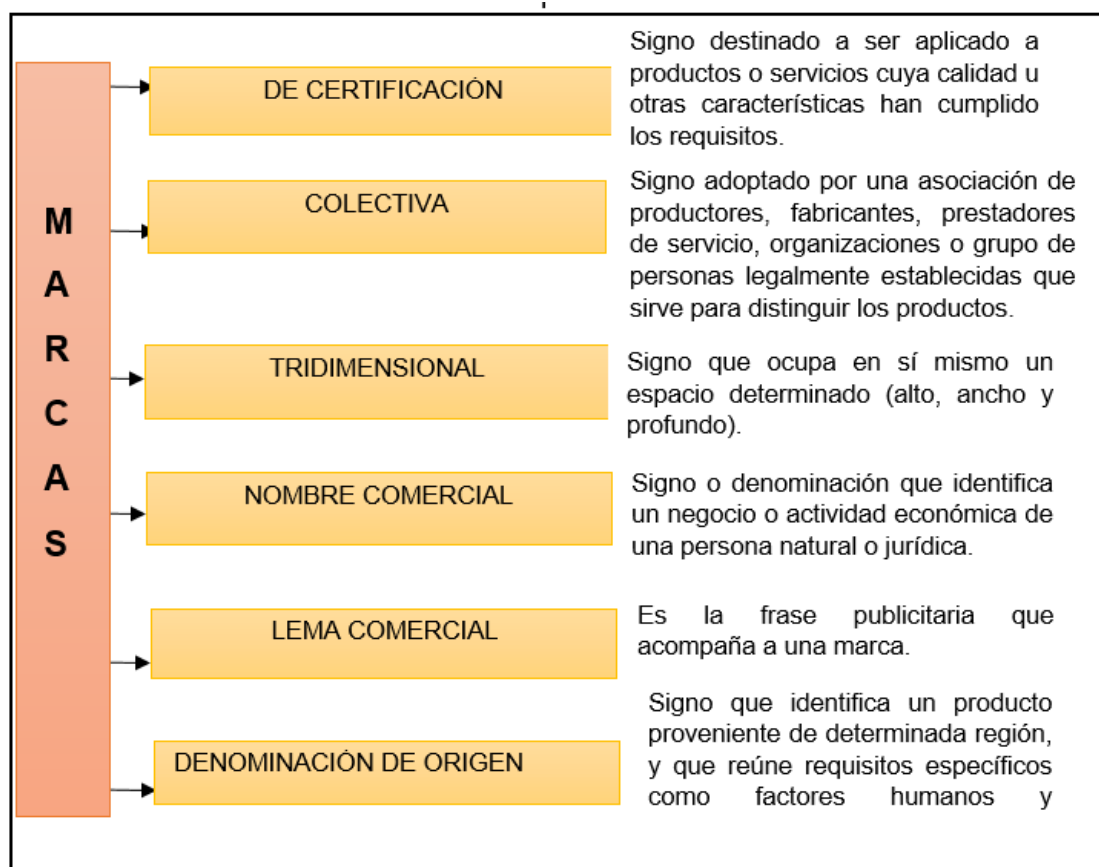 MARCAS
DE CERTIFICACIÓN
Signo destinado a ser aplicado a
productos o servicios cuya calidad u
otras características han cumplido
los requisitos.
COLECTIVA
Signo adoptado por una asociación de
productores, fabricantes, prestadores
de servicio, organizaciones o grupo de
personas legalmente establecidas que
sirve para distinguir los productos.
TRIDIMENSIONAL
Signo que ocupa en sí mismo un
espacio determinado (alto, ancho y
profundo).
NOMBRE COMERCIAL
Signo o denominación que identifica
un negocio o actividad económica de
una persona natural o jurídica.
LEMA COMERCIAL
Es la frase publicitaria que
acompaña a una marca.
DENOMINACIÓN DE ORIGEN
Signo que identifica un producto
proveniente de determinada región,
y que reúne requisitos específicos
como factores humanos y